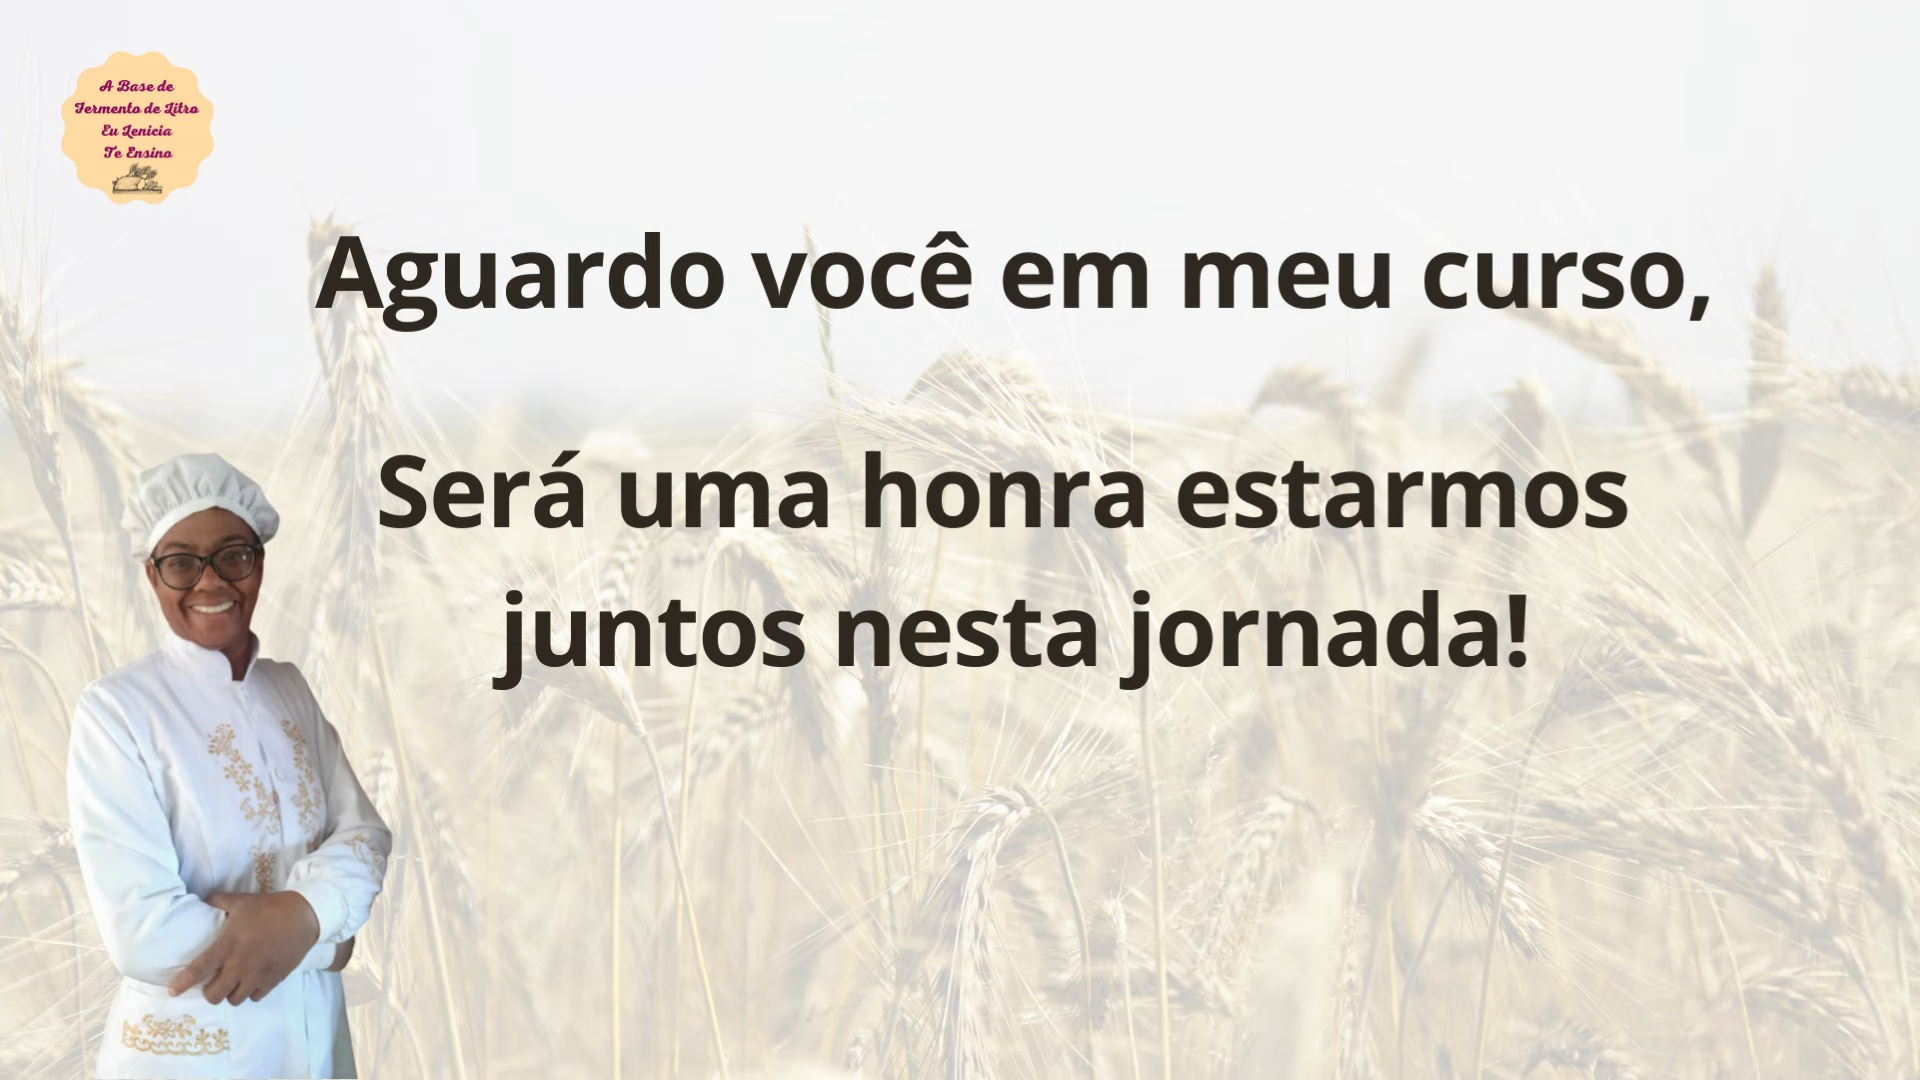 A Base de
Fermento de Litro
Eu Lenicia
Te Ensino
Aguardo você em meu curso,
Será uma honra estarmos
juntos nesta jornada!